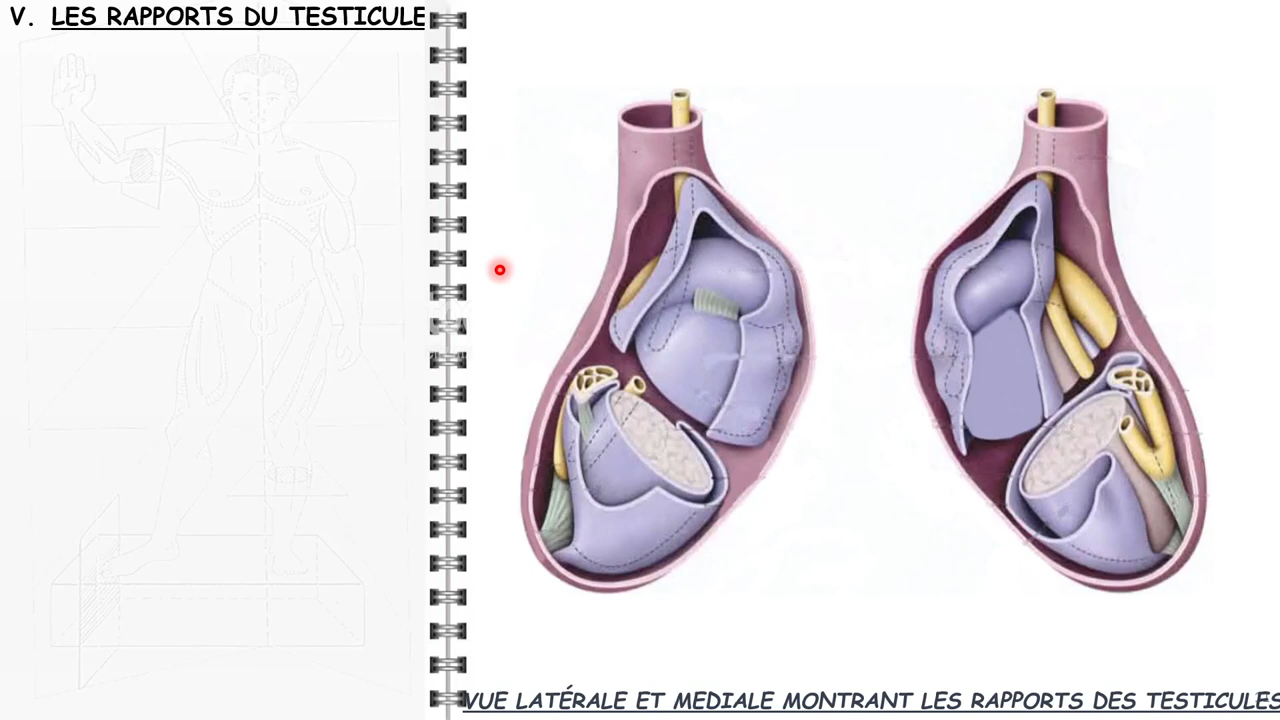 V. LES RAPPORTS DU TESTICULE
VUE LATÉRALE ET MEDIALE MONTRANT LES RAPPORTS DES TESTICULES